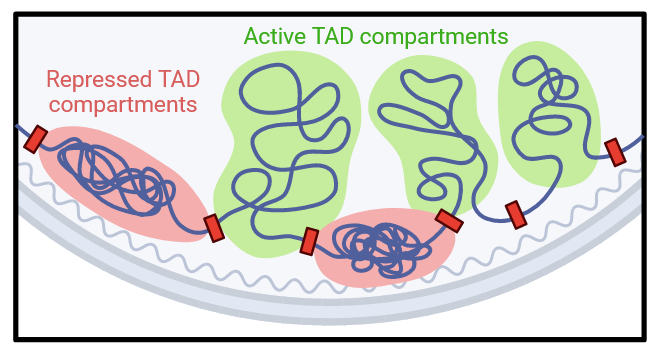 Active TAD compartments
Repressed TAD
compartments